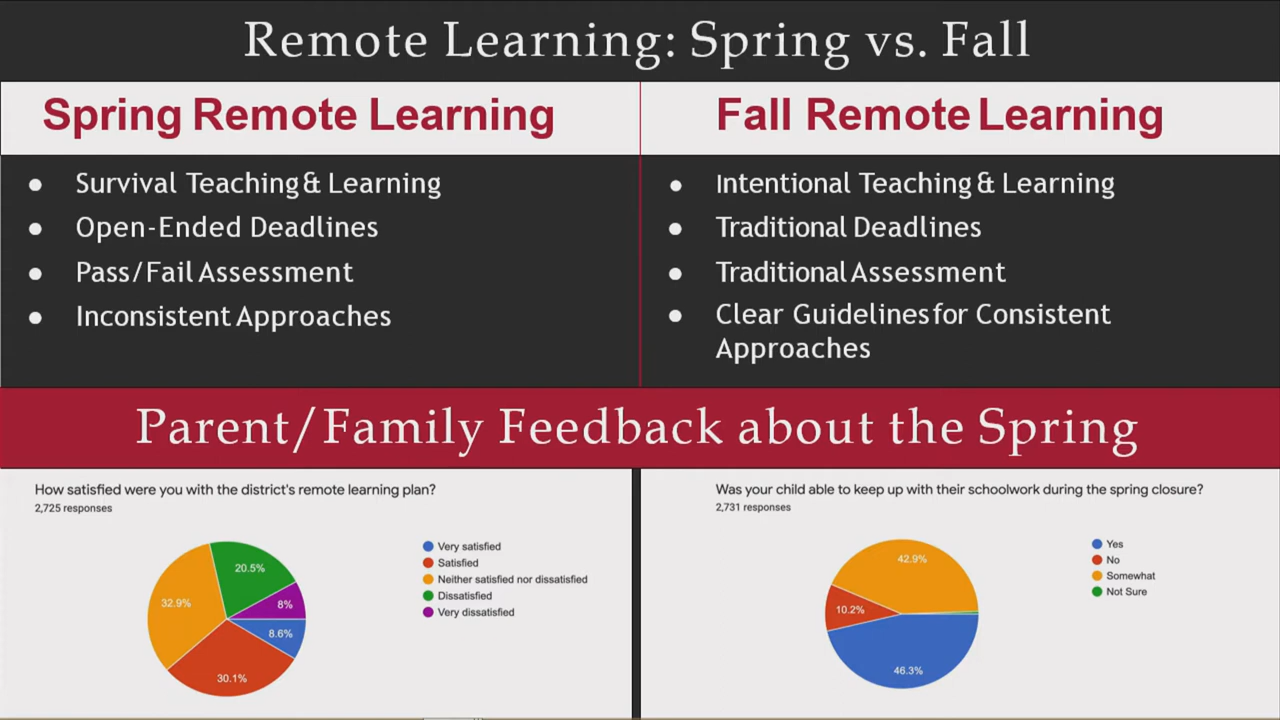 Remote Learning: Spring vs. Fall
Spring Remote Learning
Fall Remote Learning
● Survival Teaching & Learning
● Open-Ended Deadlines
● Pass/Fail Assessment
● Inconsistent Approaches
● Intentional Teaching & Learning
● Traditional Deadlines
● Traditional Assessment
● Clear Guidelines for Consistent
Approaches
Parent/Family Feedback about the Spring
How satisfied were you with the district's remote learning plan?
2,725 responses
20.5%
32.9%
8%
8.6%
30.1%
Very satisfied
Satisfied
Neither satisfied nor dissatisfied
Dissatisfied
Very dissatisfied
Was your child able to keep up with their schoolwork during the spring closure?
2,731 responses
42.9%
10.2%
46.3%
Yes
No
Somewhat
Not Sure